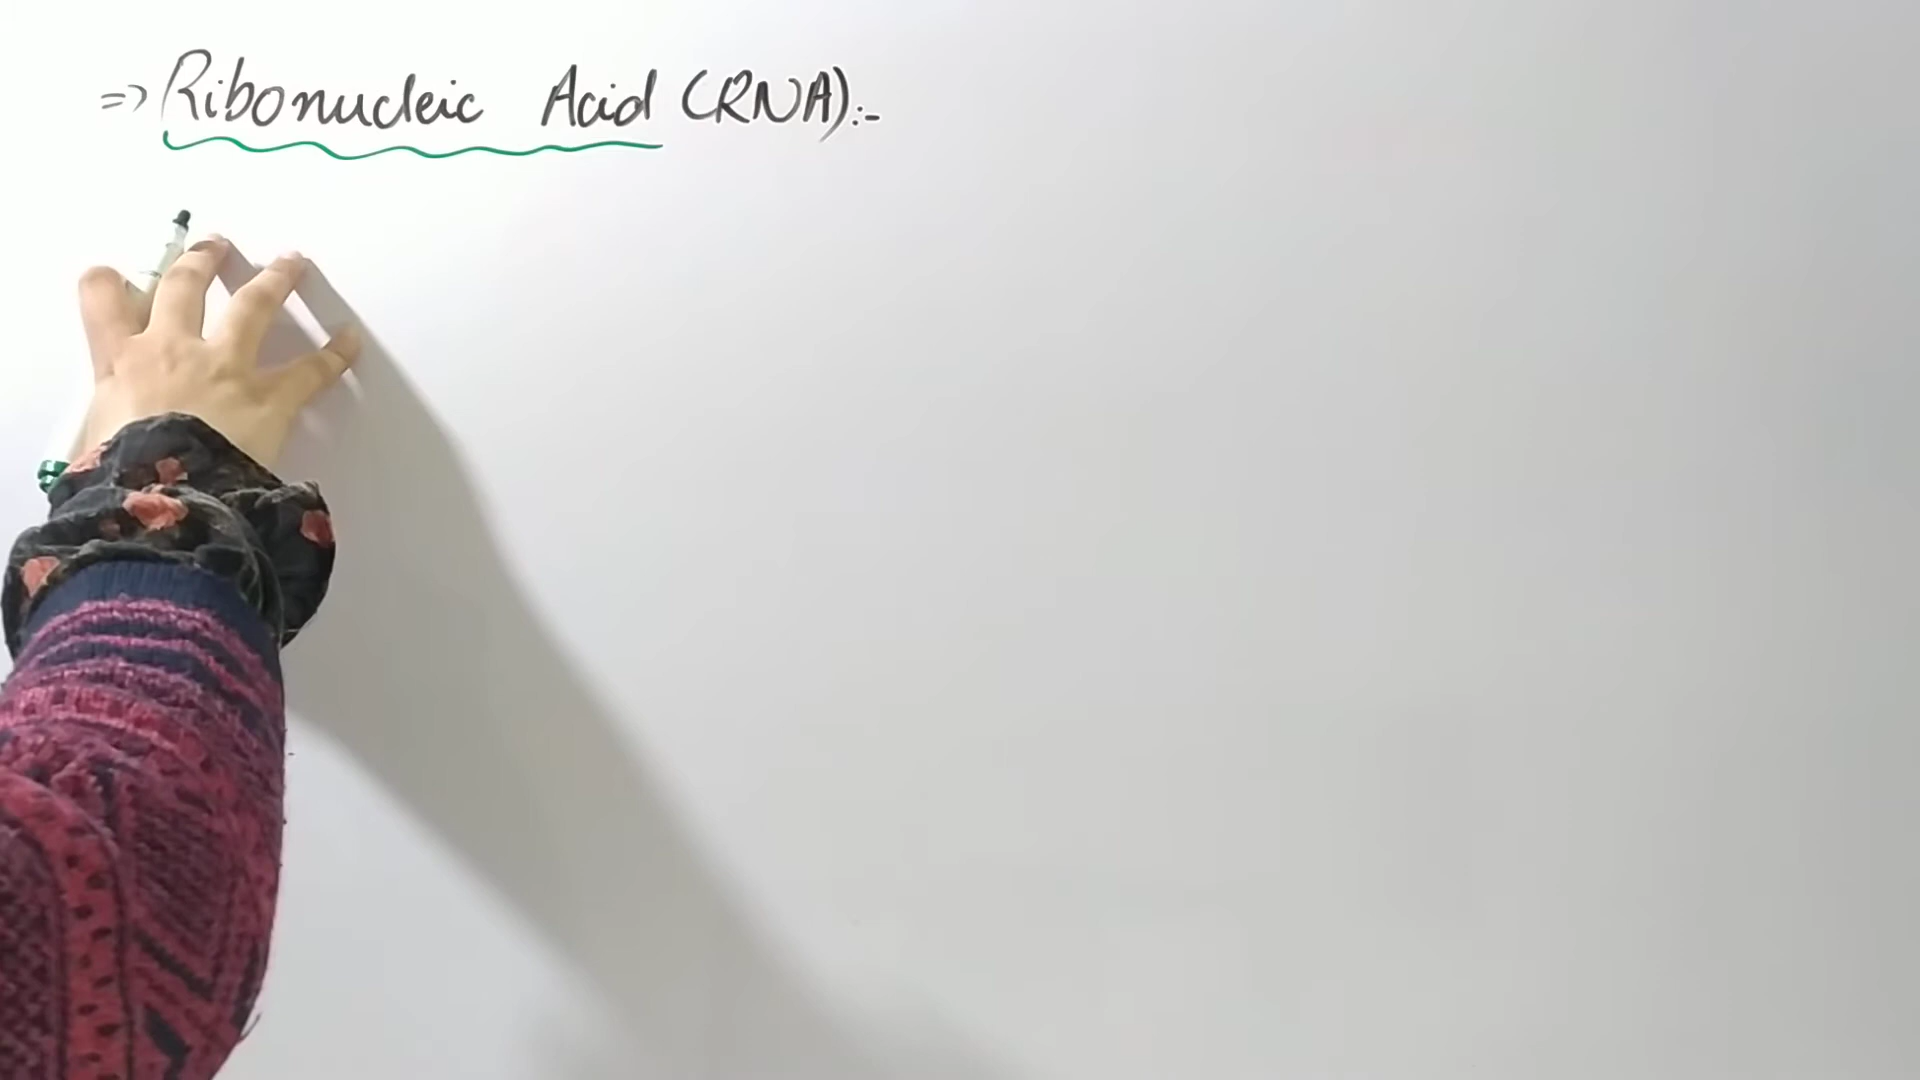 => Ribonucleic Acid (RNA):-